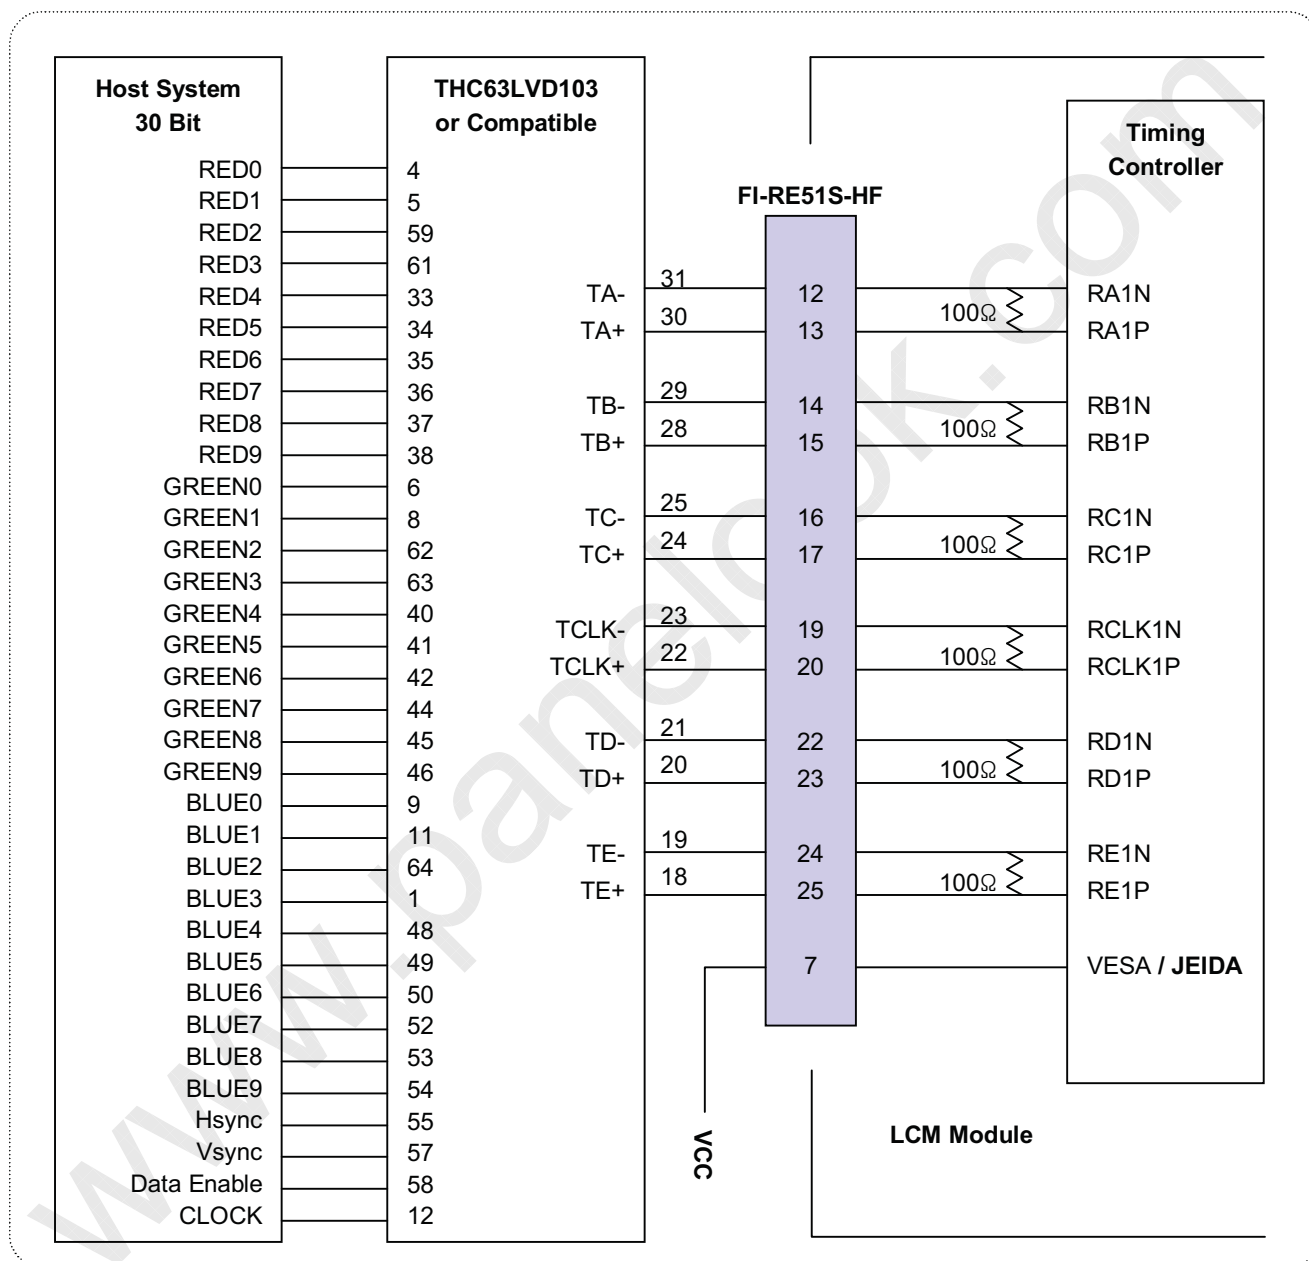 Host System
30 Bit
RED0 4
RED1 5
RED2 59
RED3 61
RED4 33
RED5 34
RED6 35
RED7 36
RED8 37
RED9 38
GREEN0 6
GREEN1 8
GREEN2 62
GREEN3 63
GREEN4 40
GREEN5 41
GREEN6 42
GREEN7 44
GREEN8 45
GREEN9 46
BLUE0 9
BLUE1 11
BLUE2 64
BLUE3 1
BLUE4 48
BLUE5 49
BLUE6 50
BLUE7 52
BLUE8 53
BLUE9 54
Hsync 55
Vsync 57
Data Enable 58
CLOCK 12
THC63LVD103
or Compatible
FI-RE51S-HF
Timing
Controller
TA- 31 12 RA1N
100Ω
TA+ 30 13 RA1P
TB- 29 14 RB1N
100Ω
TB+ 28 15 RB1P
TC- 25 16 RC1N
100Ω
TC+ 24 17 RC1P
TCLK- 23 19 RCLK1N
100Ω
TCLK+ 22 20 RCLK1P
TD- 21 22 RD1N
100Ω
TD+ 20 23 RD1P
TE- 19 24 RE1N
100Ω
TE+ 18 25 RE1P
7 VESA / JEIDA
VCC
LCM Module
www.panelook.com